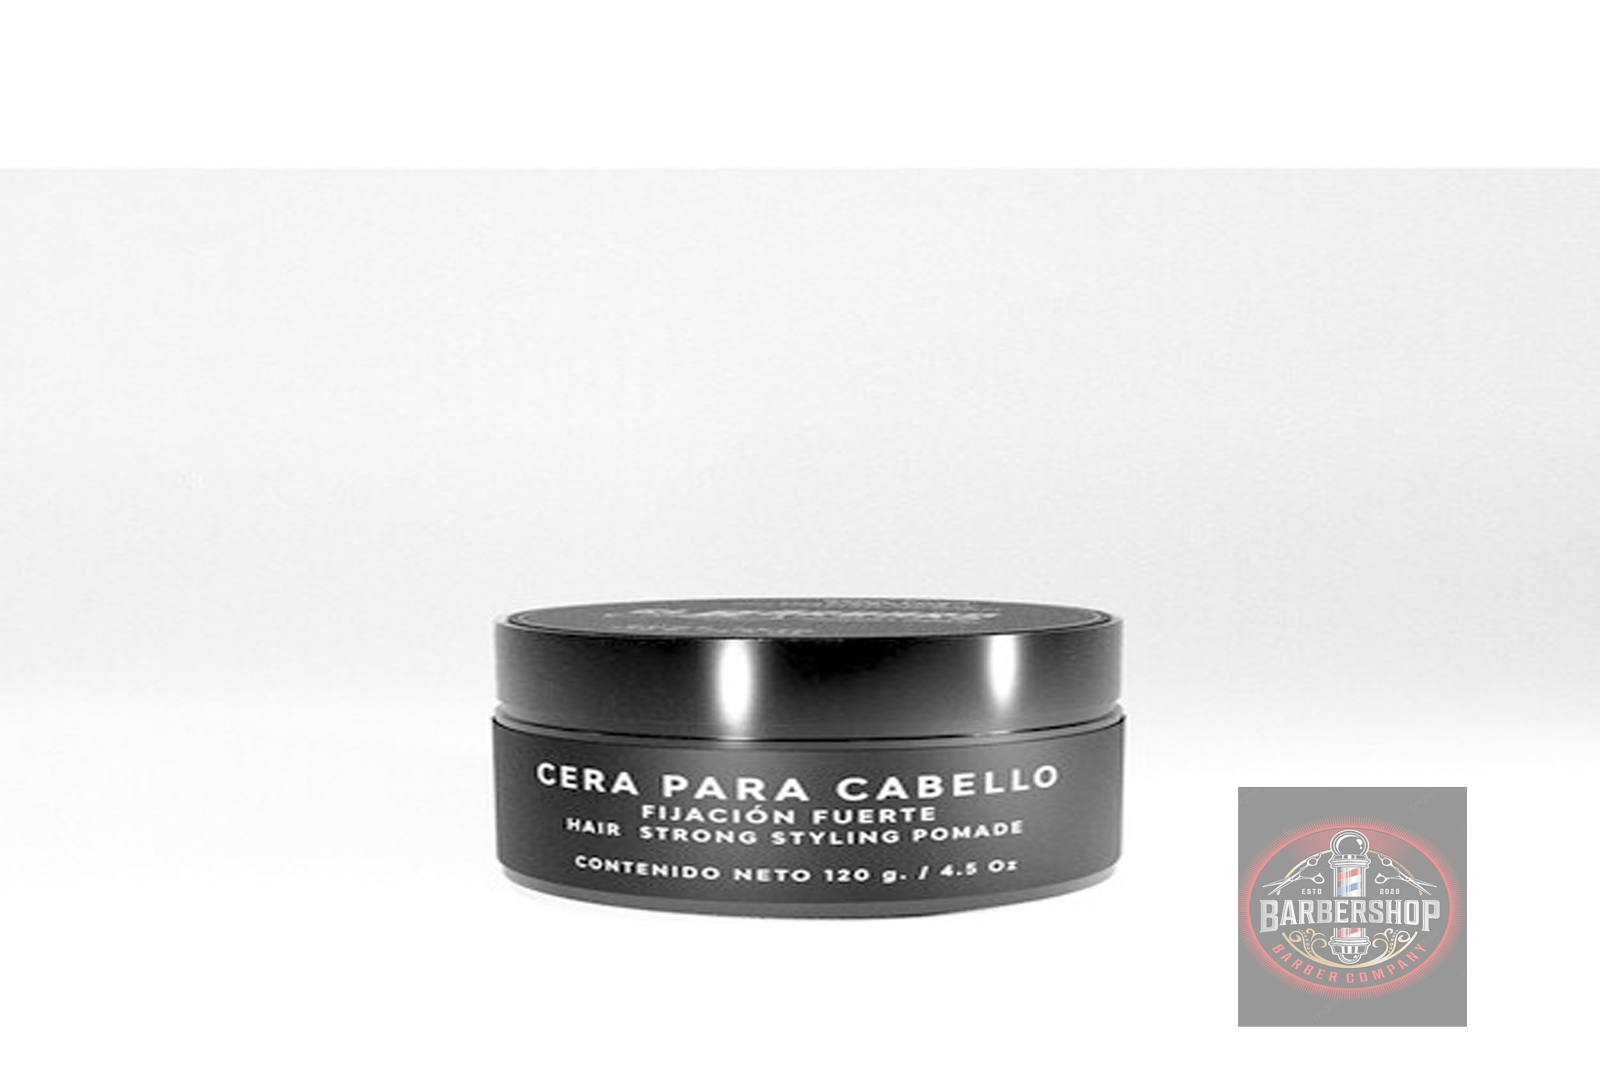 CERA PARA CABELLO
FIJACIÓN FUERTE
HAIR STRONG STYLING POMADE
CONTENIDO NETO 120 g. / 4.5 Oz
ESTD 2020
BARBERSHOP
BARBER COMPANY